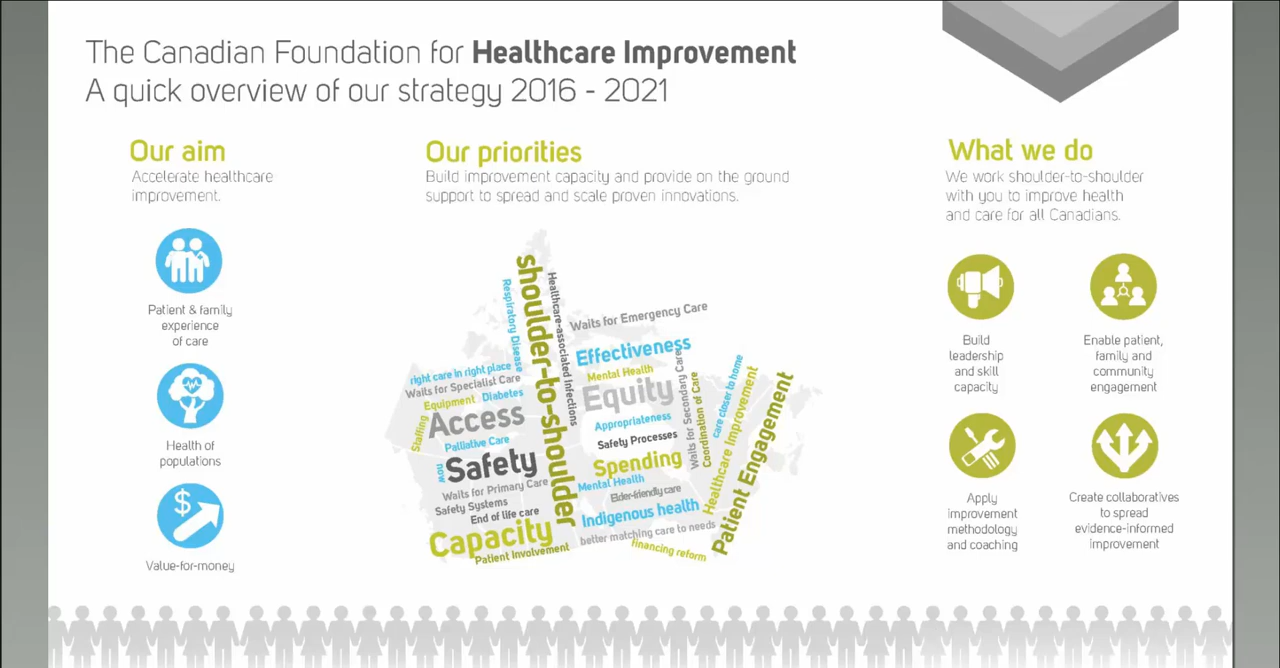 The Canadian Foundation for Healthcare Improvement
A quick overview of our strategy 2016 - 2021
Our aim
Accelerate healthcare
improvement.
Patient & family
experience
of care
Health of
populations
$
Value-for-money
Our priorities
Build improvement capacity and provide on the ground
support to spread and scale proven innovations.
shoulder-to-shoulder
Respiratory Disease
Healthcare-associated Infections
Waits for Emergency Care
Effectiveness
Mental Health
Equity
right care in right place
Waits for Specialist Care
Equipment
Diabetes
Staffing
Access
Palliative Care
now
Safety
Waits for Primary Care
Safety Systems
End of life care
Capacity
Patient Involvement
Appropriateness
Safety Processes
Spending
Mental Health
Elder-friendly care
Indigenous health
better matching care to needs
financing reform
Waits for Secondary Care
Coordination of Care
care closer to home
Healthcare Improvement
Patient Engagement
What we do
We work shoulder-to-shoulder
with you to improve health
and care for all Canadians.
Build
leadership
and skill
capacity
Enable patient,
family and
community
engagement
Apply
improvement
methodology
and coaching
Create collaboratives
to spread
evidence-informed
improvement